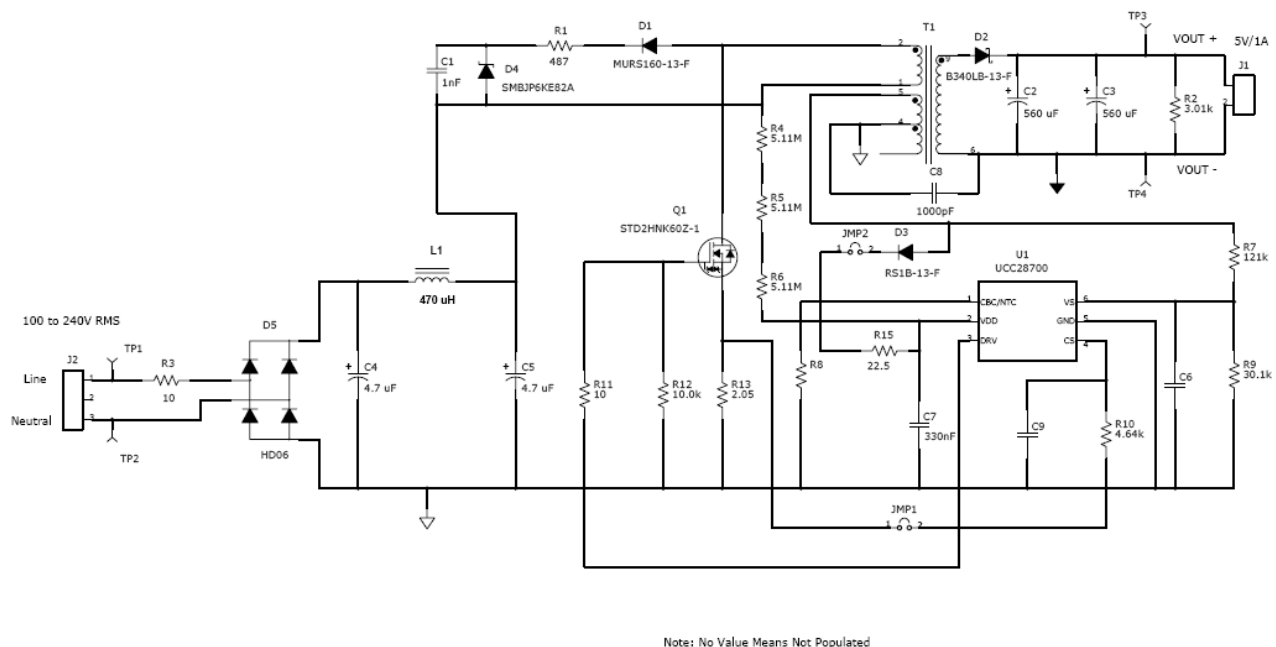 TP3
T1
D1
D2
VOUT +
5V/1A
R1
2
9
J1
487
MURS160-13-F
B340LB-13-F
C1
1nF
D4
SMBJP6KE82A
1
5
+ C2
560 uF
+ C3
560 uF
R2
3.01k
2
R4
5.11M
4
6
VOUT -
C8
TP4
R5
5.11M
1000pF
Q1
STD2HNK60Z-1
JMP2
1 2
D3
RS1B-13-F
U1
UCC28700
R7
121k
L1
470 uH
R6
5.11M
1 CBC/NTC VS 6
2 VDD GND 5
3 DRV CS 4
100 to 240V RMS
D5
R15
22.5
TP1
J2
R3
10
Line
1
2
3
Neutral
+ C4
4.7 uF
+ C5
4.7 uF
R8
R9
30.1k
C6
R11
10
R12
10.0k
R13
2.05
C7
330nF
C9
R10
4.64k
TP2
HD06
JMP1
1 2
Note: No Value Means Not Populated